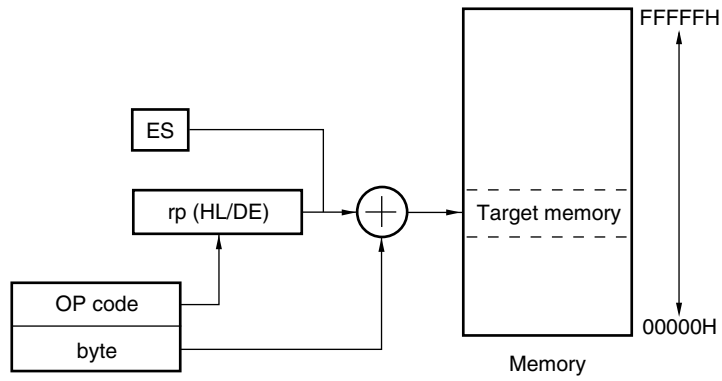 FFFFFH
ES
rp (HL/DE)
Target memory
OP code
byte
00000H
Memory